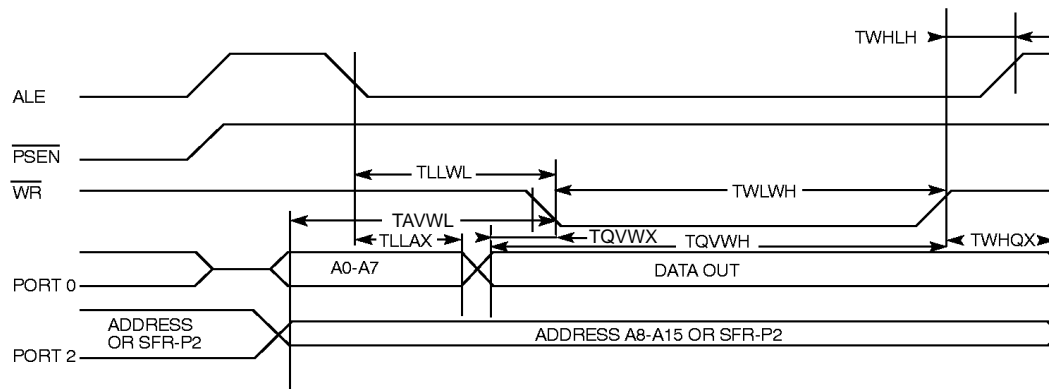 TWHLH
ALE
PSEN
TLLWL
WR
TWLWH
TAVWL
TLLAX
TQVWX
TQVWH
TWHQX
A0-A7
DATA OUT
PORT 0
ADDRESS
OR SFR-P2
ADDRESS A8-A15 OR SFR-P2
PORT 2